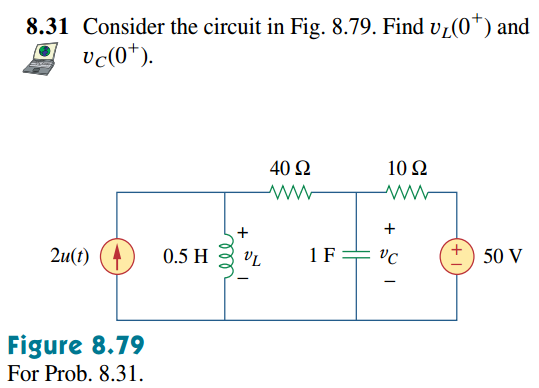 8.31 Consider the circuit in Fig. 8.79. Find v_L(0⁺) and
v_C(0⁺).
40 Ω 10 Ω
+ +
2u(t) 0.5 H v_L 1 F v_C + 50 V
− − −
Figure 8.79
For Prob. 8.31.